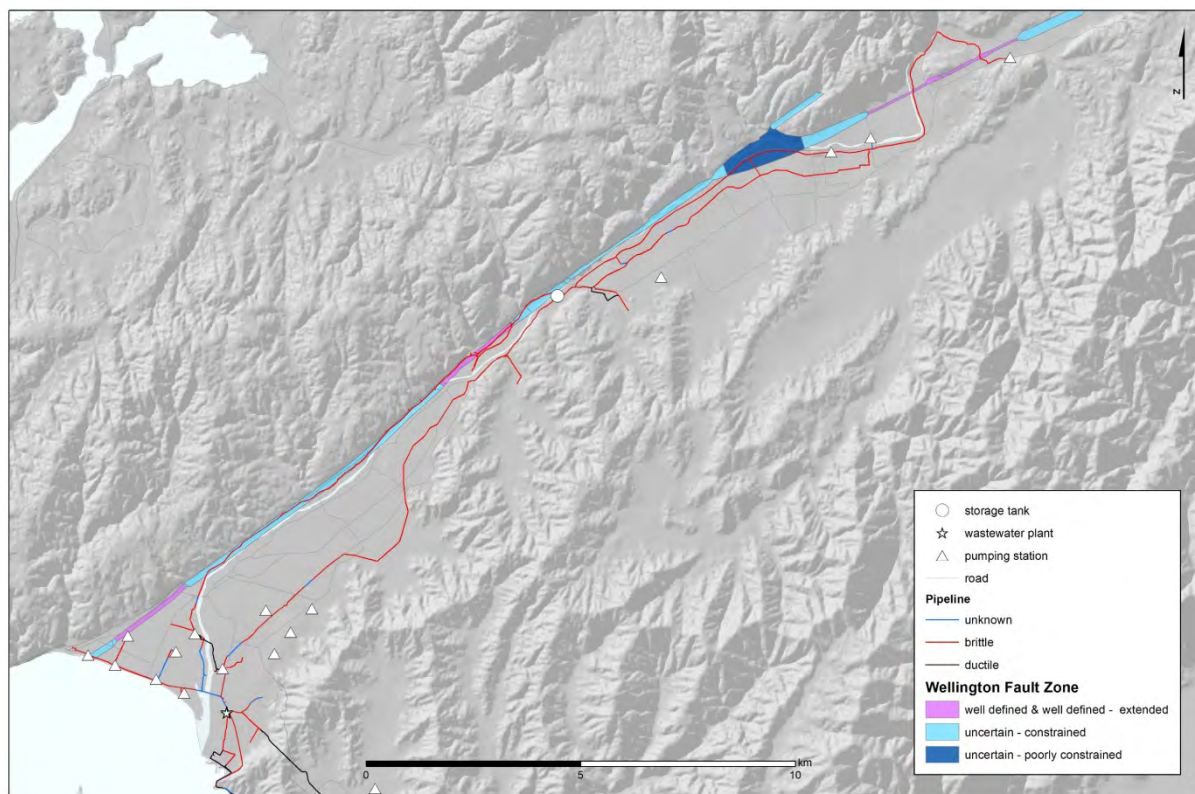 N
storage tank
wastewater plant
pumping station
road
Pipeline
unknown
brittle
ductile
Wellington Fault Zone
well defined & well defined - extended
uncertain - constrained
uncertain - poorly constrained
km
0 5 10